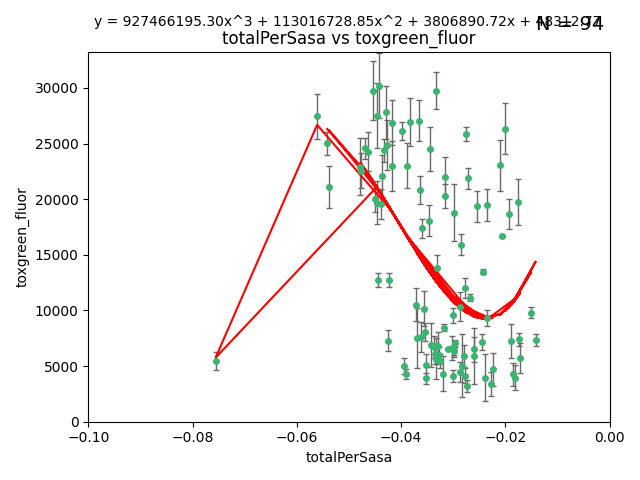 y = 927466195.30x^3 + 113016728.85x^2 + 3806890.72x +
N = 94
totalPerSasa vs toxgreen_fluor
30000
25000
20000
15000
10000
5000
0
toxgreen_fluor
−0.10 −0.08 −0.06 −0.04 −0.02 0.00
totalPerSasa